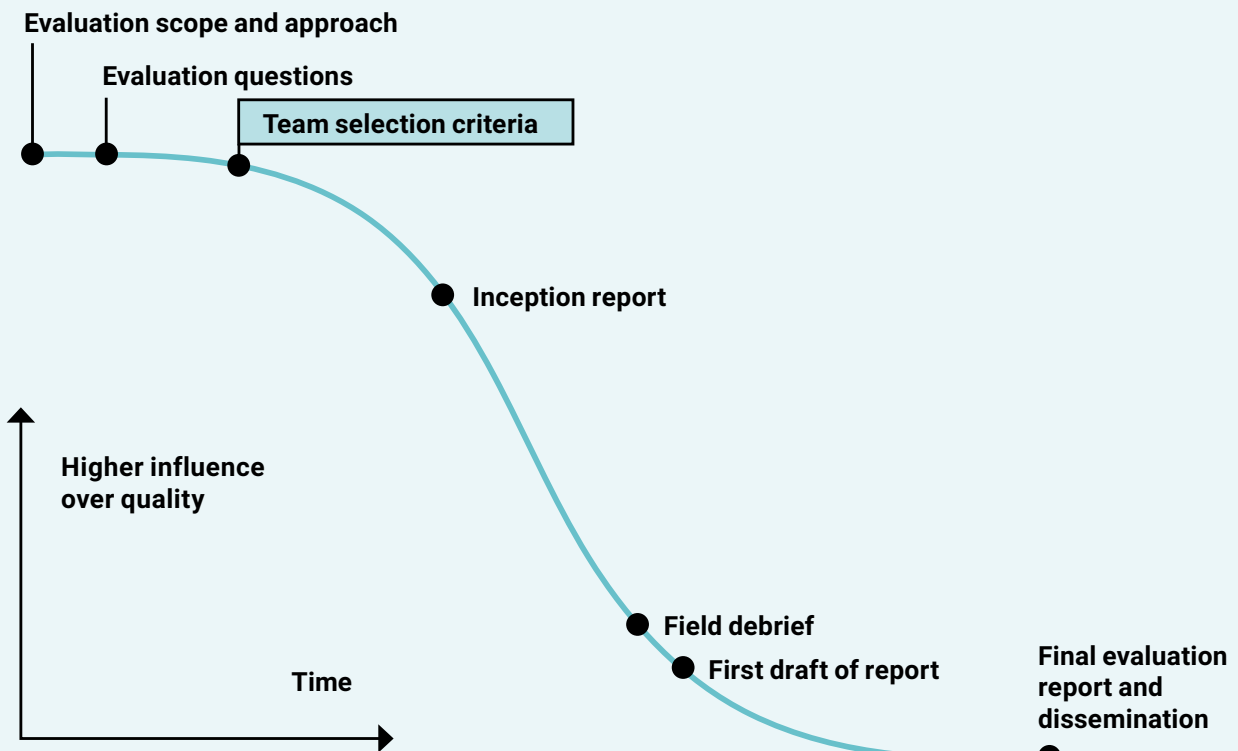 Evaluation scope and approach
Evaluation questions
Team selection criteria
Inception report
Higher influence
over quality
Field debrief
First draft of report
Final evaluation
report and
dissemination
Time